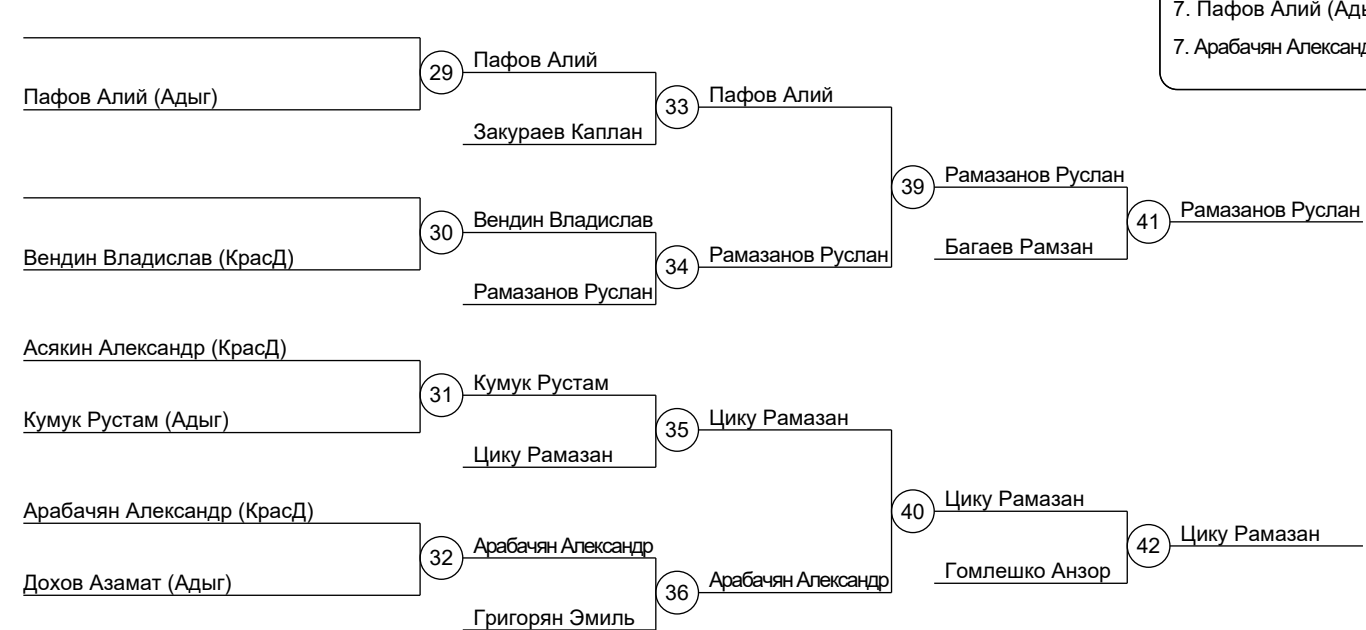 7. Пафов Алий
7. Арабачян
29
Пафов Алий
Пафов Алий (Адыг)
33
Пафов Алий
Закураев Каплан
39
Рамазанов Руслан
30
Вендин Владислав
41
Рамазанов Руслан
Вендин Владислав (КрасД)
34
Рамазанов Руслан
Багаев Рамзан
Рамазанов Руслан
Асякин Александр (КрасД)
31
Кумук Рустам
Кумук Рустам (Адыг)
35
Цику Рамазан
Цику Рамазан
40
Цику Рамазан
Арабачян Александр (КрасД)
32
Арабачян Александр
42
Цику Рамазан
Дохов Азамат (Адыг)
36
Арабачян Александр
Гомлешко Анзор
Григорян Эмиль